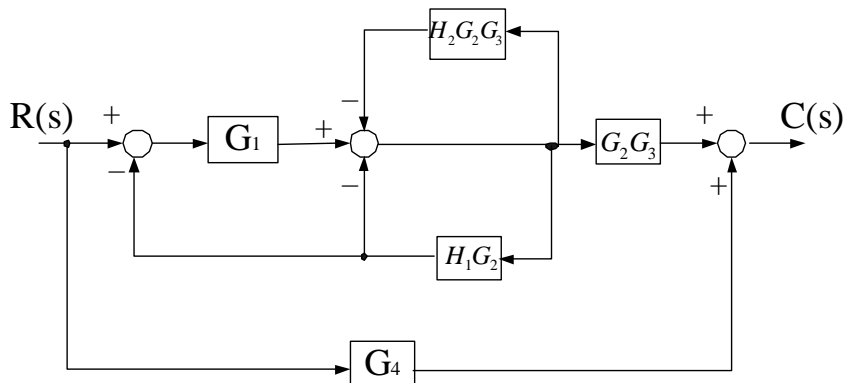 H₂G₂G₃
−
R(s)
+
G₁
+
G₂G₃
+
C(s)
−
−
+
H₁G₂
G₄